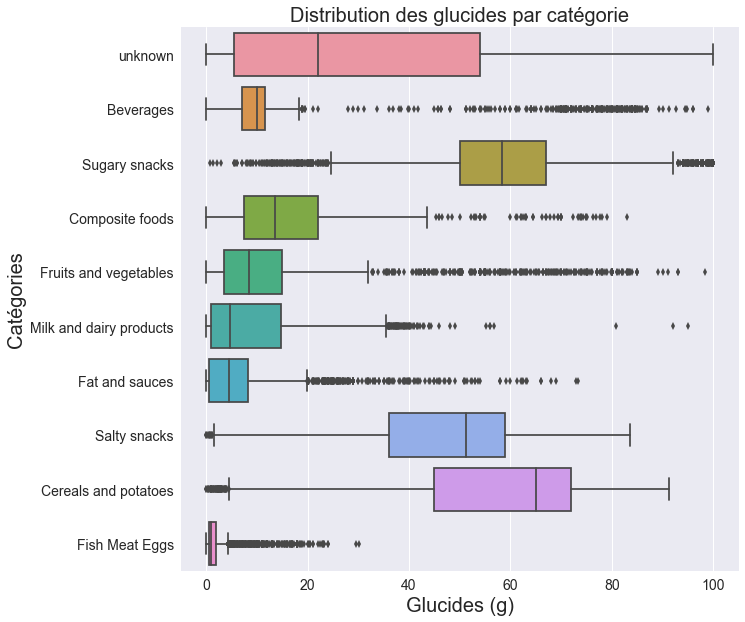 Distribution des glucides par catégorie
Catégories
unknown
Beverages
Sugary snacks
Composite foods
Fruits and vegetables
Milk and dairy products
Fat and sauces
Salty snacks
Cereals and potatoes
Fish Meat Eggs
0 20 40 60 80 100
Glucides (g)